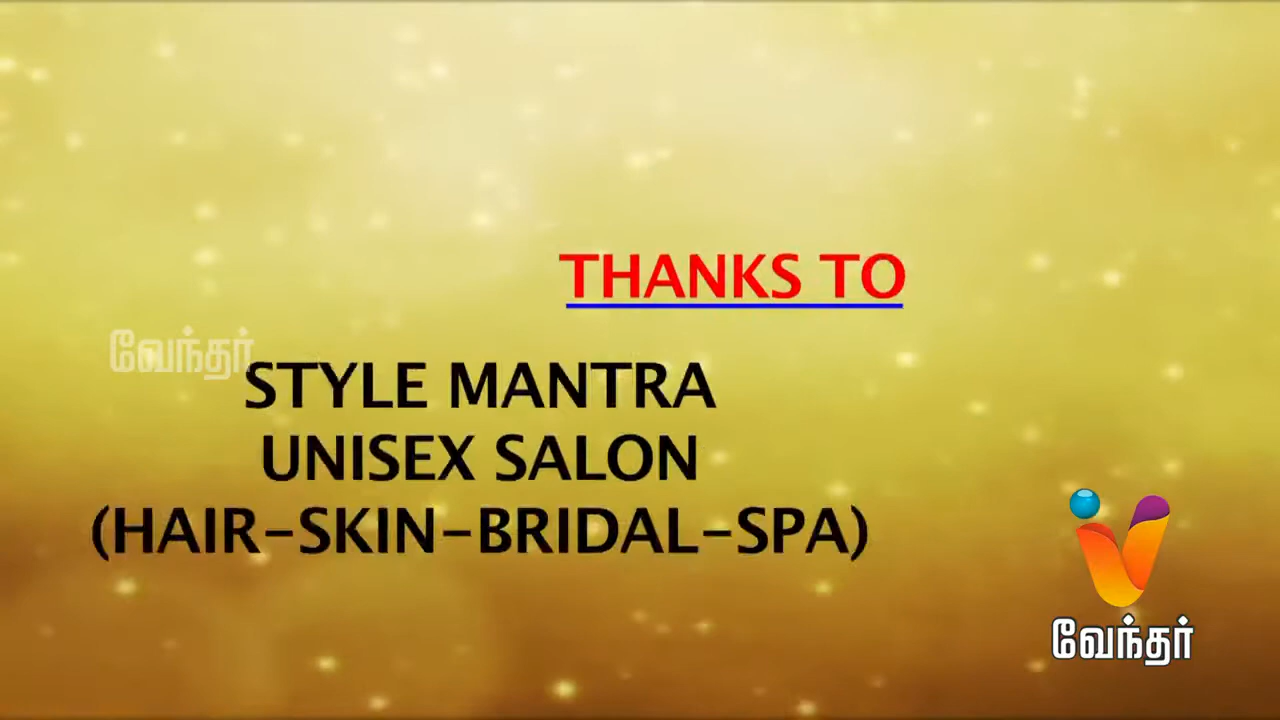 THANKS TO
வேந்தர்
STYLE MANTRA
UNISEX SALON
(HAIR-SKIN-BRIDAL-SPA)
வேந்தர்